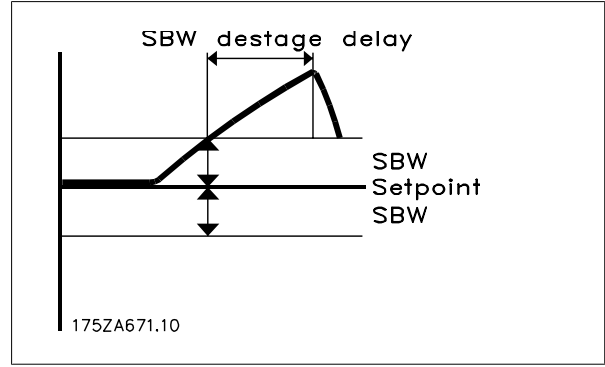 SBW destage delay
SBW
Setpoint
SBW
175ZA671.10